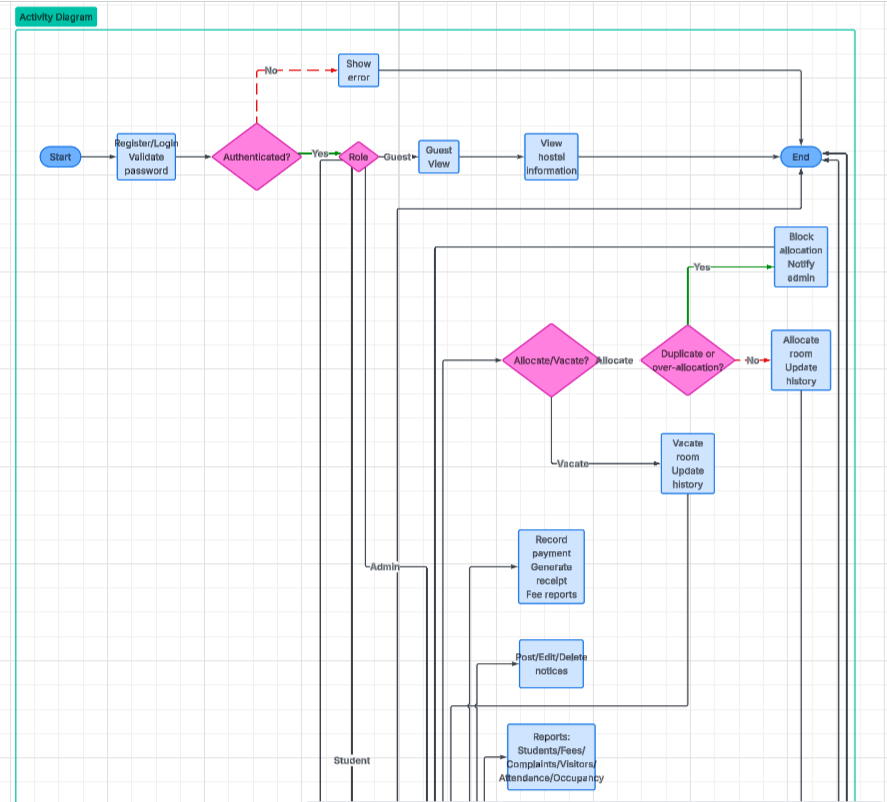 Activity Diagram
No
Show
error
Start
Register/Login
Validate
password
Authenticated?
Yes
Role
Guest
Guest
View
View
hostel
information
End
Block
allocation
Notify
admin
Yes
Allocate/Vacate?
Allocate
Duplicate or
over-allocation?
No
Allocate
room
Update
history
Vacate
Vacate
room
Update
history
Record
payment
Generate
receipt
Fee reports
Admin
Post/Edit/Delete
notices
Reports:
Students/Fees/
Complaints/Visitors/
Attendance/Occupancy
Student